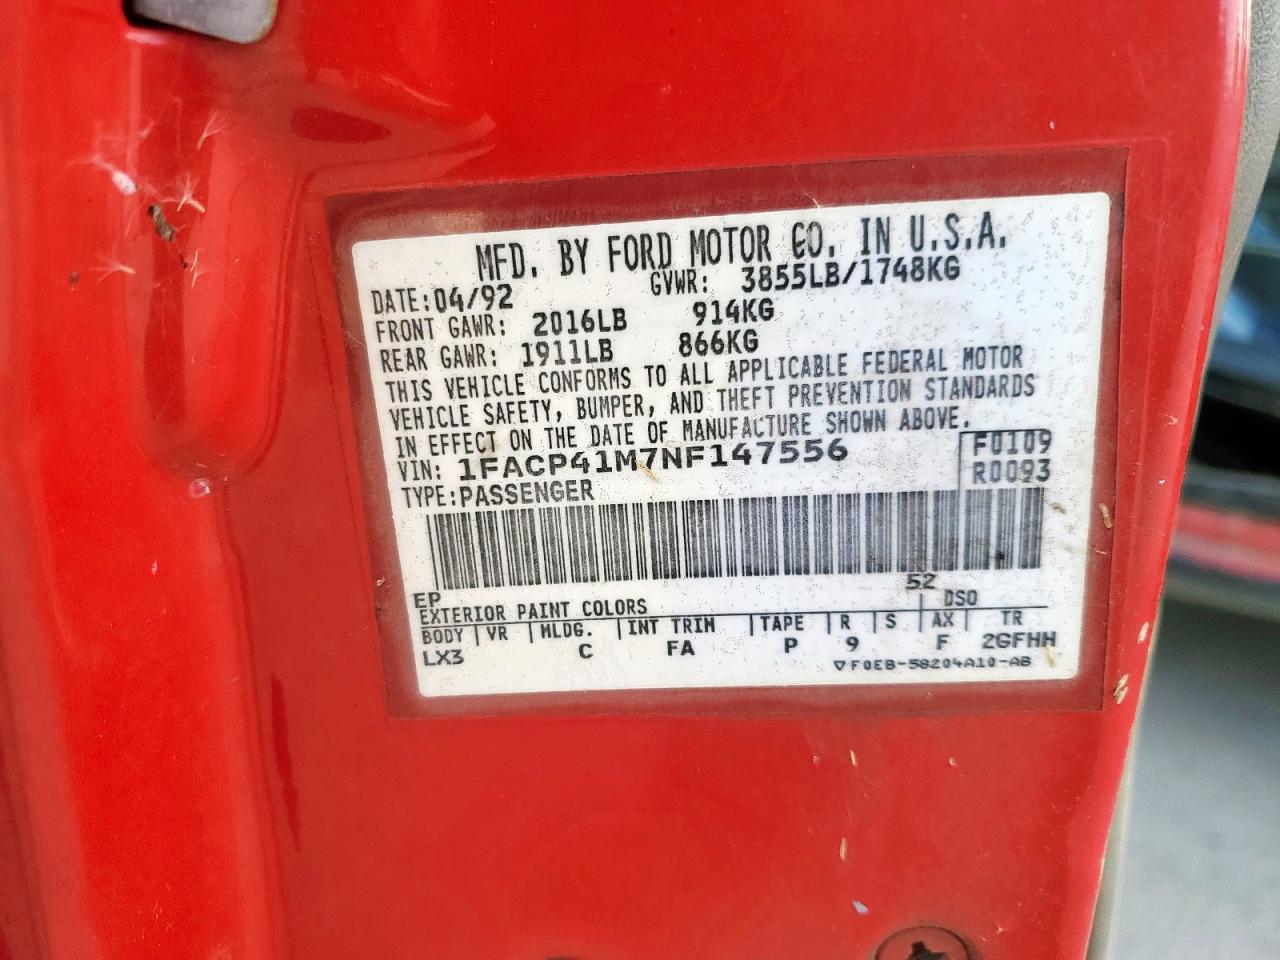 MFD. BY FORD MOTOR CO. IN U.S.A.
DATE:04/92 GVWR: 3855LB/1748KG
FRONT GAWR: 2016LB 914KG
REAR GAWR: 1911LB 866KG
THIS VEHICLE CONFORMS TO ALL APPLICABLE FEDERAL MOTOR
VEHICLE SAFETY, BUMPER, AND THEFT PREVENTION STANDARDS
IN EFFECT ON THE DATE OF MANUFACTURE SHOWN ABOVE.
VIN: 1FACP41M7NF147556 F0109
TYPE:PASSENGER R0093
EP 52
EXTERIOR PAINT COLORS DSO
BODY VR MLDG. INT TRIM TAPE R S AX TR
LX3 C FA P 9 F 2GFHH
▽F0EB-58204A10-AB